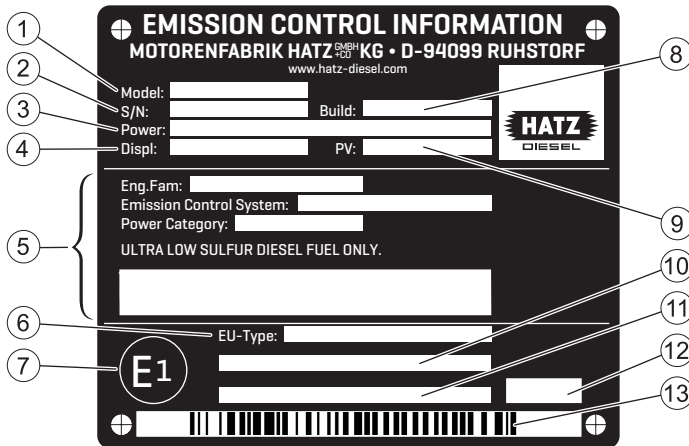 EMISSION CONTROL INFORMATION
MOTORENFABRIK HATZ GMBH +CO KG • D-94099 RUHSTORF
www.hatz-diesel.com
1
Model:
2
S/N:
Build:
8
3
Power:
4
Displ:
PV:
9
HATZ
DIESEL
5
Eng.Fam:
Emission Control System:
Power Category:
ULTRA LOW SULFUR DIESEL FUEL ONLY.
10
11
6
EU-Type:
7
E1
12
13